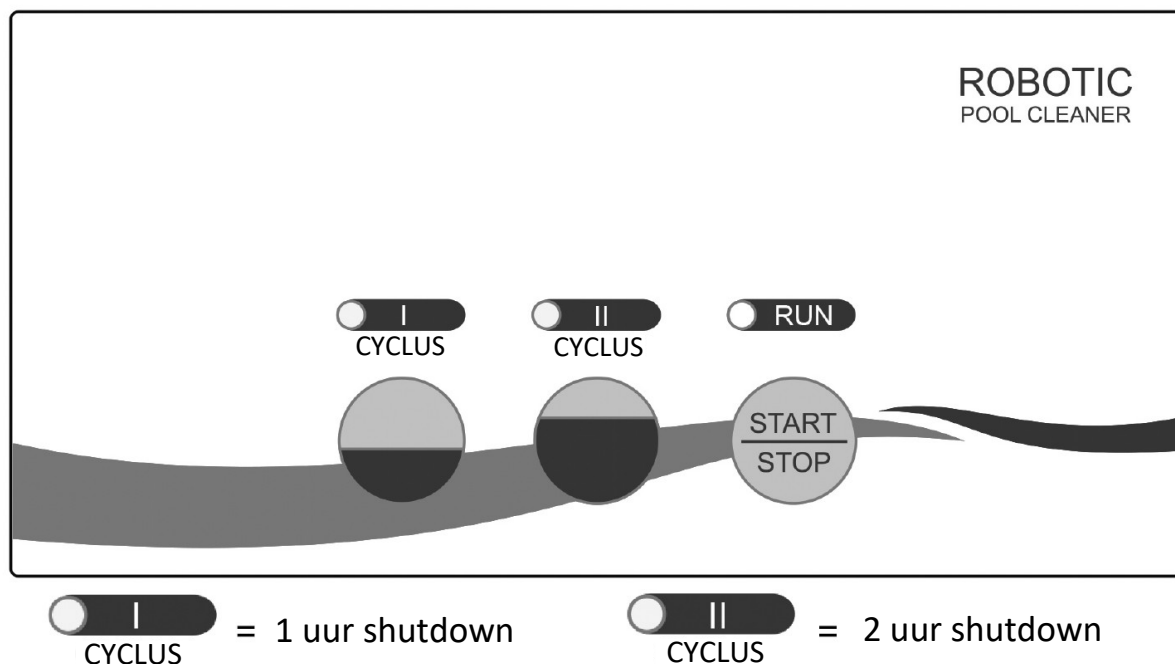 ROBOTIC
POOL CLEANER
I II RUN
CYCLUS CYCLUS
START
STOP
I = 1 uur shutdown II = 2 uur shutdown
CYCLUS CYCLUS